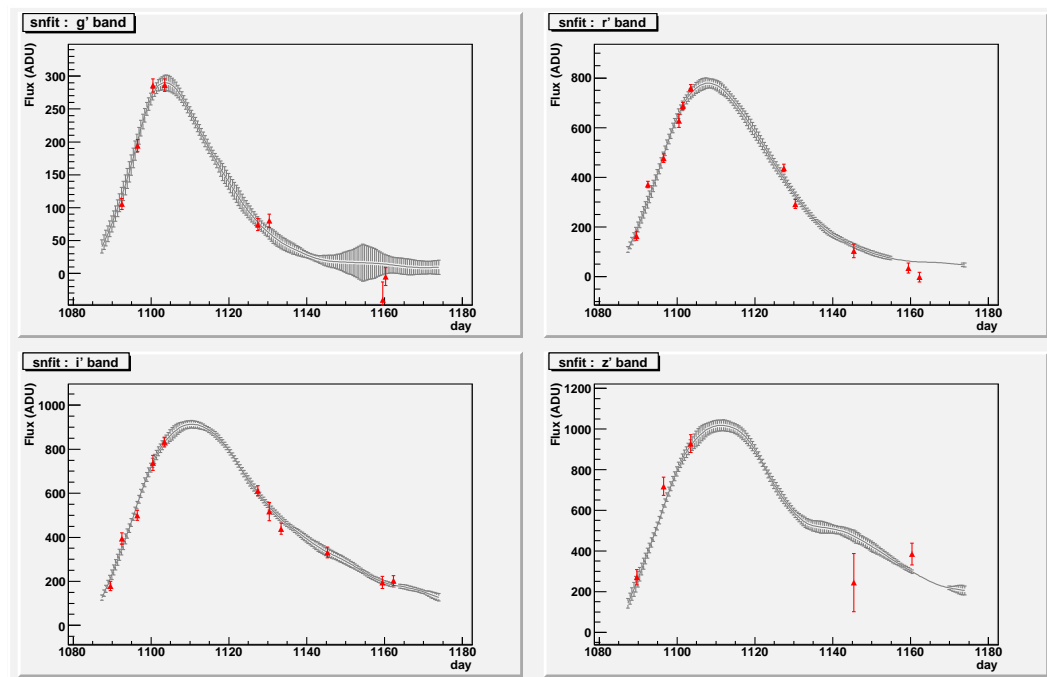 snfit : g' band
Flux (ADU)
300
250
200
150
100
50
0
1080 1100 1120 1140 1160 1180
day
snfit : r' band
Flux (ADU)
800
600
400
200
0
1080 1100 1120 1140 1160 1180
day
snfit : i' band
Flux (ADU)
1000
800
600
400
200
0
1080 1100 1120 1140 1160 1180
day
snfit : z' band
Flux (ADU)
1200
1000
800
600
400
200
0
1080 1100 1120 1140 1160 1180
day